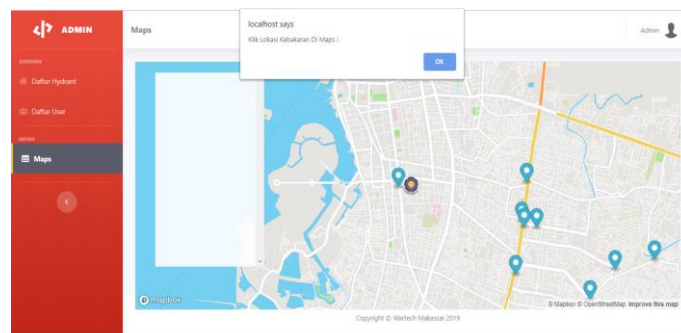 ADMIN
Maps
localhost says
Klik Lokasi Kebakaran Di Maps !
OK
Admin
Daftar Hydrant
Daftar User
MENU
Maps
mapbox
© Mapbox © OpenStreetMap Improve this map
Copyright © Wartech Makassar 2019